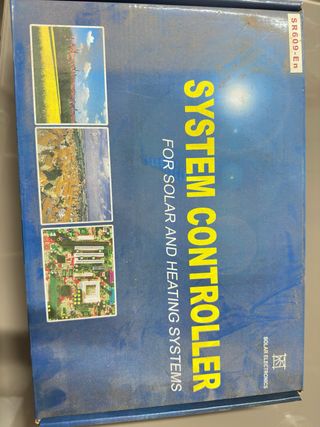 SR609-En
SYSTEM CONTROLLER
FOR SOLAR AND HEATING SYSTEMS
SOLAR ELECTRONICS